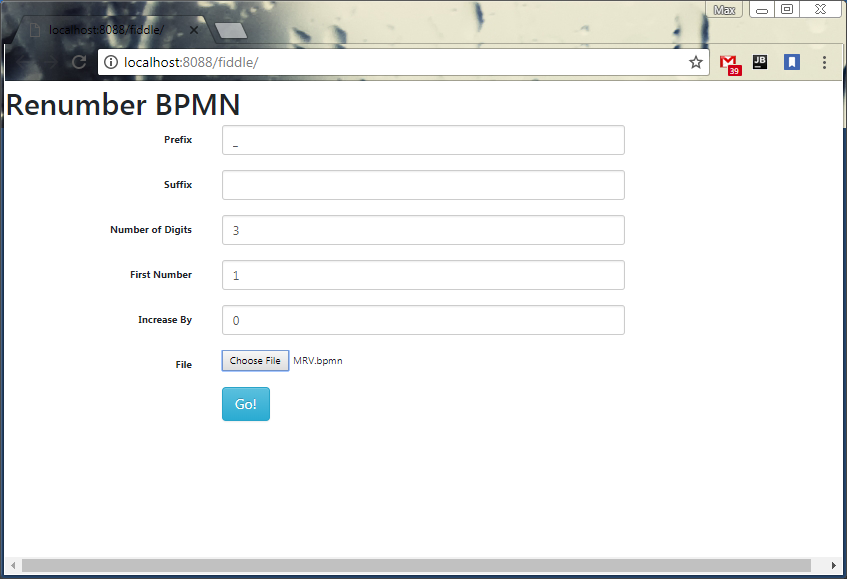 Max
localhost:8088/fiddle/
localhost:8088/fiddle/
39
JB
Renumber BPMN
Prefix
_
Suffix
Number of Digits
3
First Number
1
Increase By
0
File
Choose File MRV.bpmn
Go!